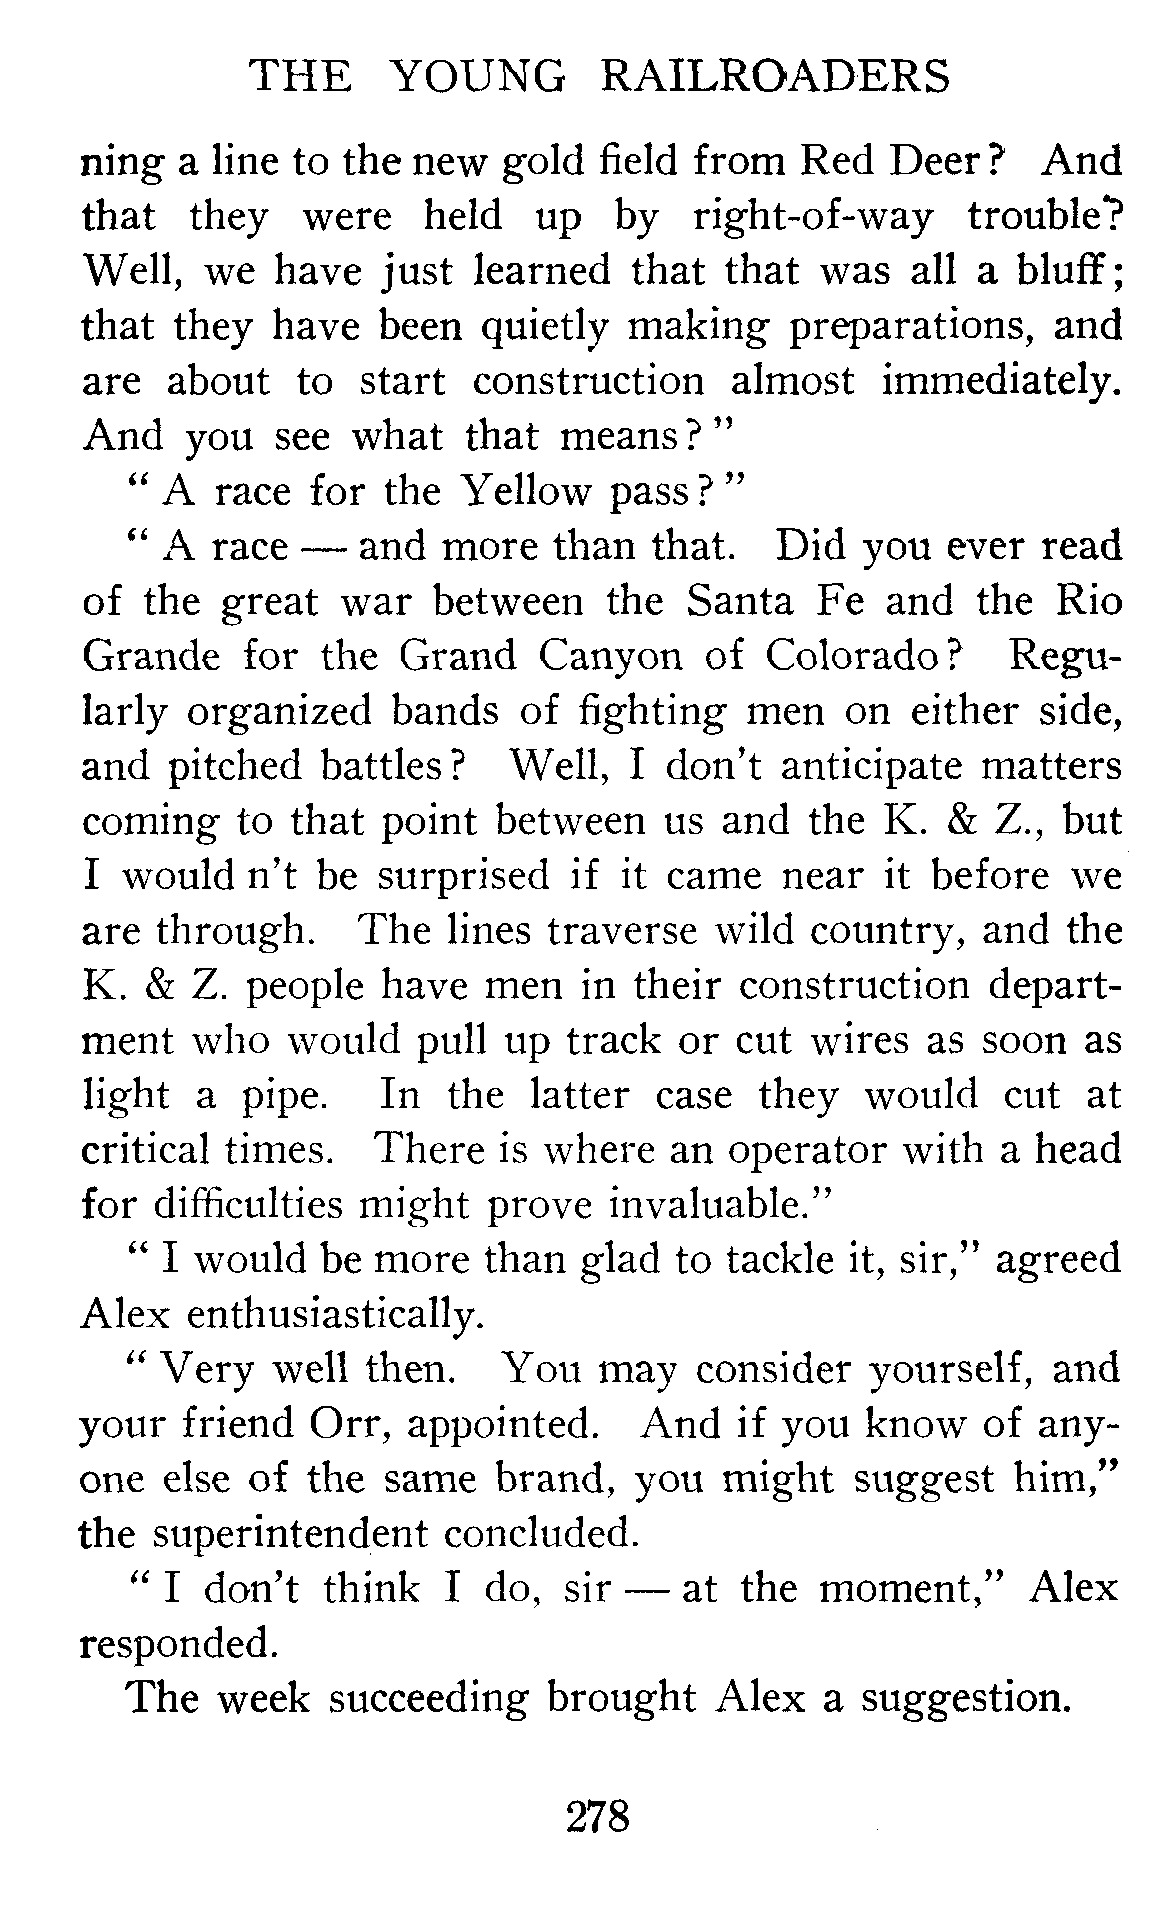 THE YOUNG RAILROADERS
ning a line to the new gold field from Red Deer? And
that they were held up by right-of-way trouble?
Well, we have just learned that that was all a bluff;
that they have been quietly making preparations, and
are about to start construction almost immediately.
And you see what that means?"
"A race for the Yellow pass?"
"A race — and more than that. Did you ever read
of the great war between the Santa Fe and the Rio
Grande for the Grand Canyon of Colorado? Regu-
larly organized bands of fighting men on either side,
and pitched battles? Well, I don't anticipate matters
coming to that point between us and the K. & Z., but
I would n't be surprised if it came near it before we
are through. The lines traverse wild country, and the
K. & Z. people have men in their construction depart-
ment who would pull up track or cut wires as soon as
light a pipe. In the latter case they would cut at
critical times. There is where an operator with a head
for difficulties might prove invaluable."
"I would be more than glad to tackle it, sir," agreed
Alex enthusiastically.
"Very well then. You may consider yourself, and
your friend Orr, appointed. And if you know of any-
one else of the same brand, you might suggest him,"
the superintendent concluded.
"I don't think I do, sir — at the moment," Alex
responded.
The week succeeding brought Alex a suggestion.
278